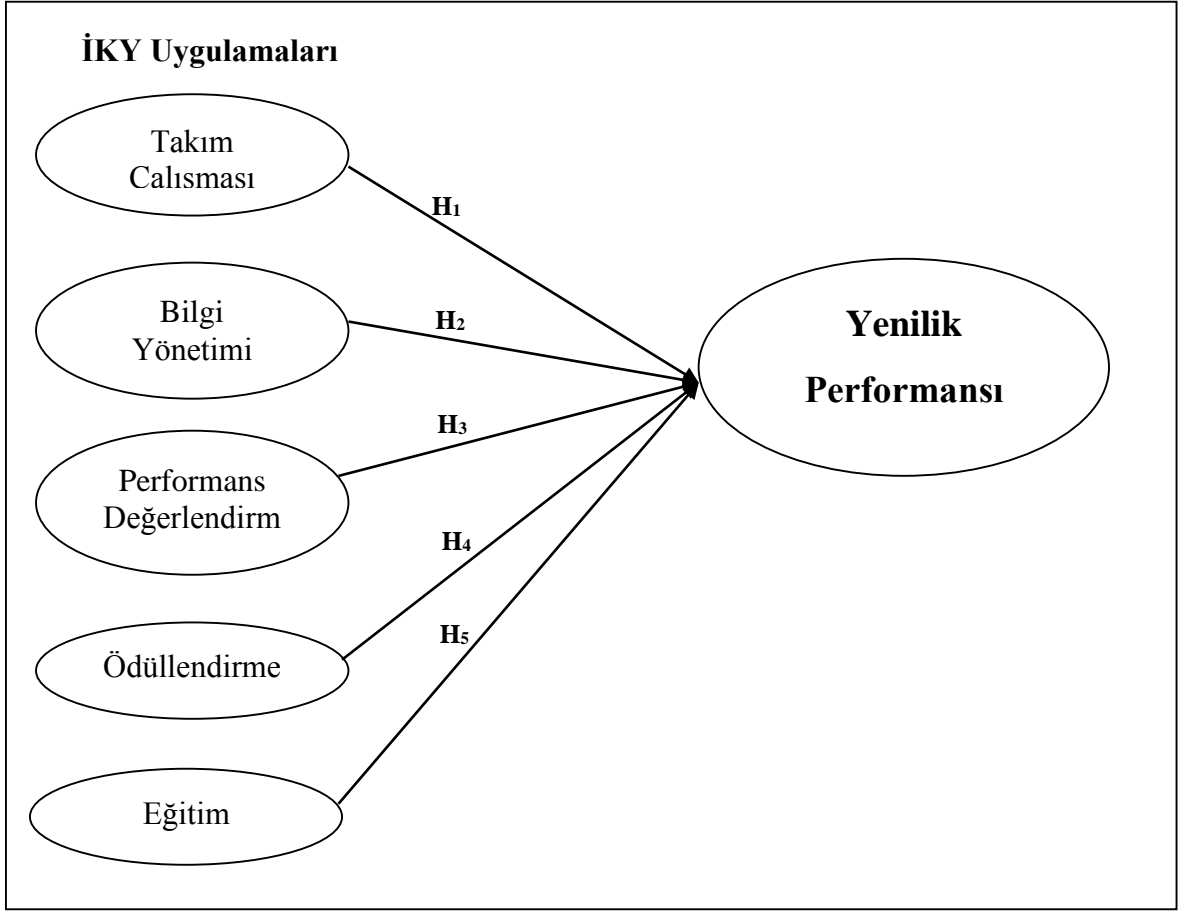 İKY Uygulamaları
Takım
Calısması
H1
Bilgi
Yönetimi
H2
Yenilik
Performansı
H3
Performans
Değerlendirm
H4
Ödüllendirme
H5
Eğitim